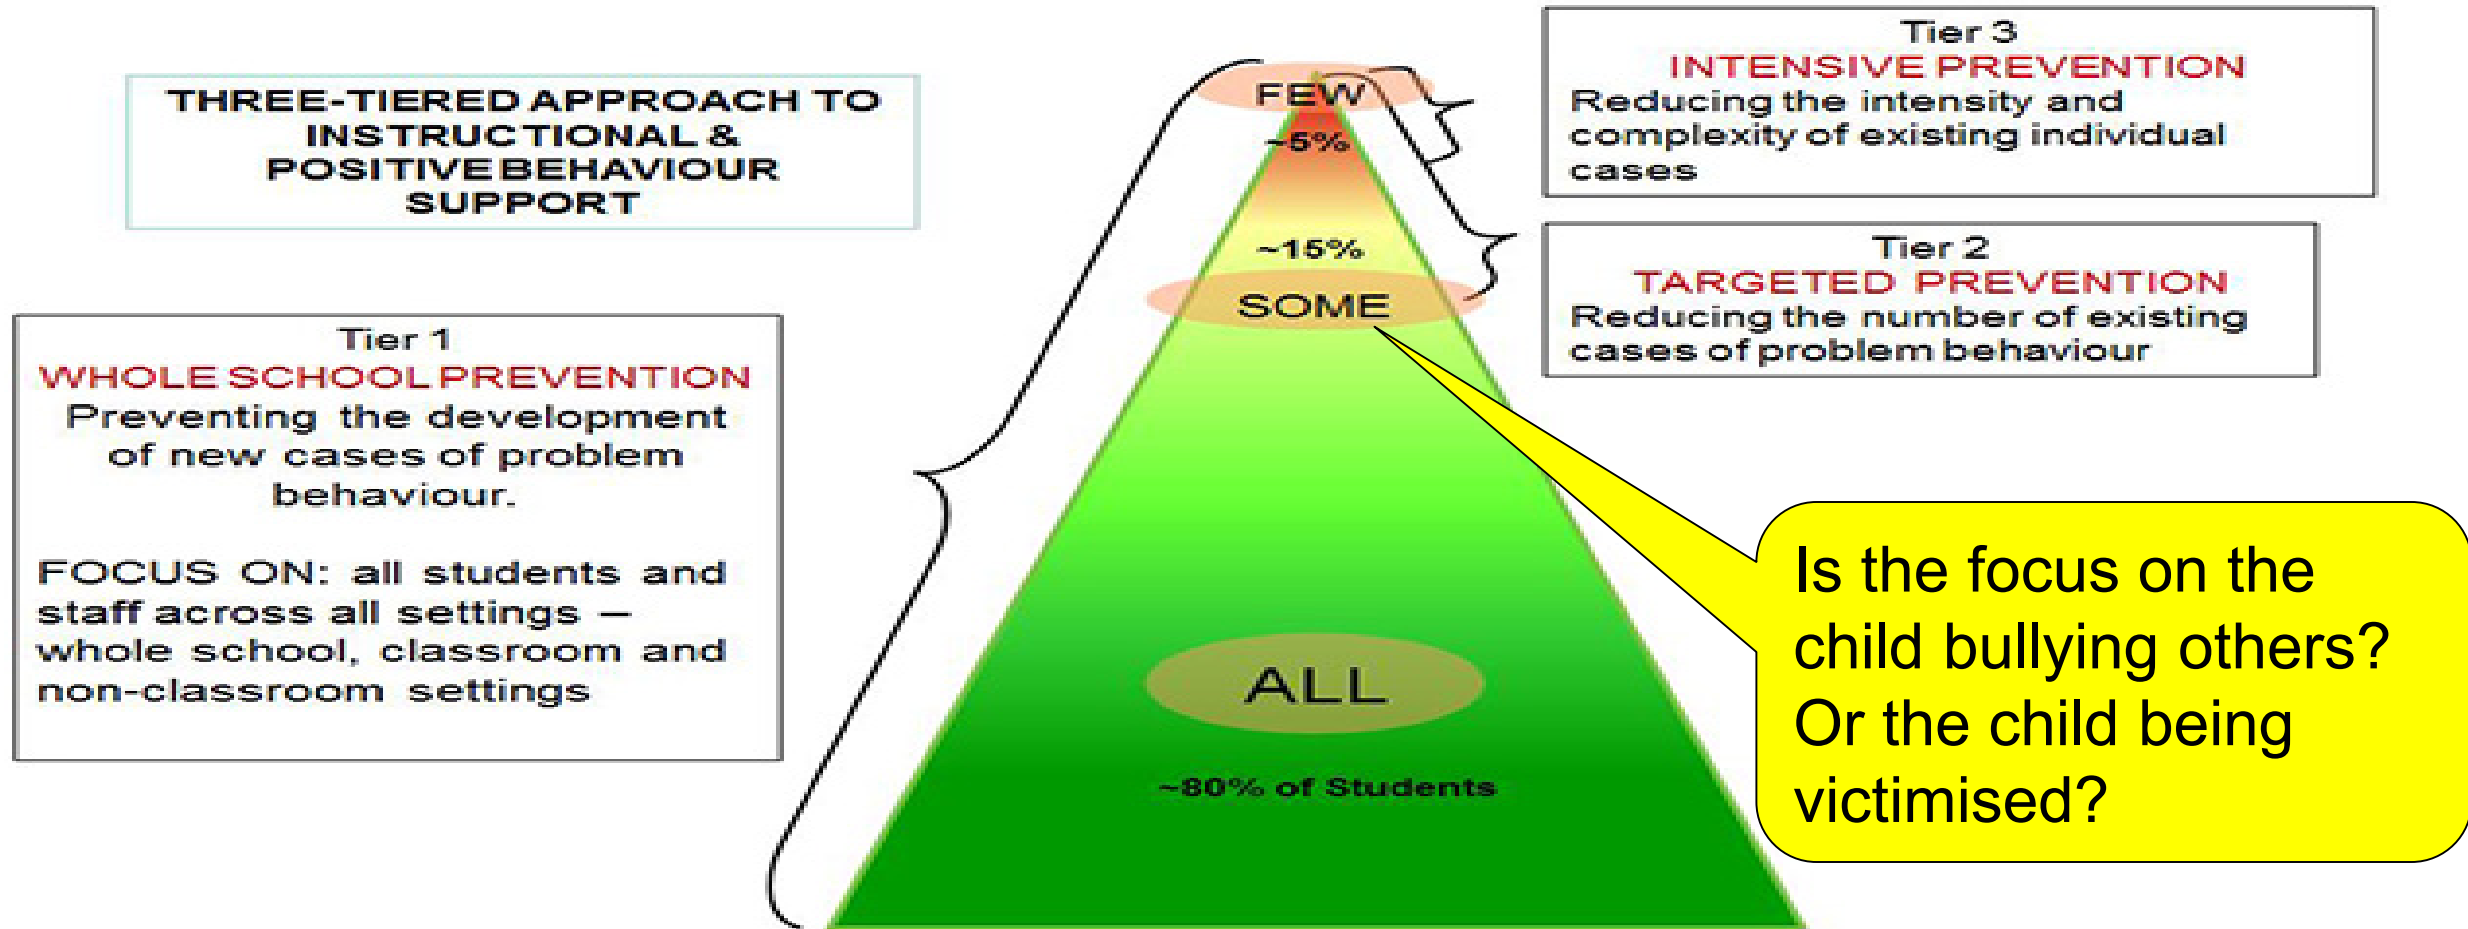 THREE-TIERED APPROACH TO
INSTRUCTIONAL &
POSITIVE BEHAVIOUR
SUPPORT
Tier 1
WHOLE SCHOOL PREVENTION
Preventing the development
of new cases of problem
behaviour.
FOCUS ON: all students and
staff across all settings –
whole school, classroom and
non-classroom settings
FEW
~5%
~15%
SOME
ALL
~80% of Students
Tier 3
INTENSIVE PREVENTION
Reducing the intensity and
complexity of existing individual
cases
Tier 2
TARGETED PREVENTION
Reducing the number of existing
cases of problem behaviour
Is the focus on the
child bullying others?
Or the child being
victimised?